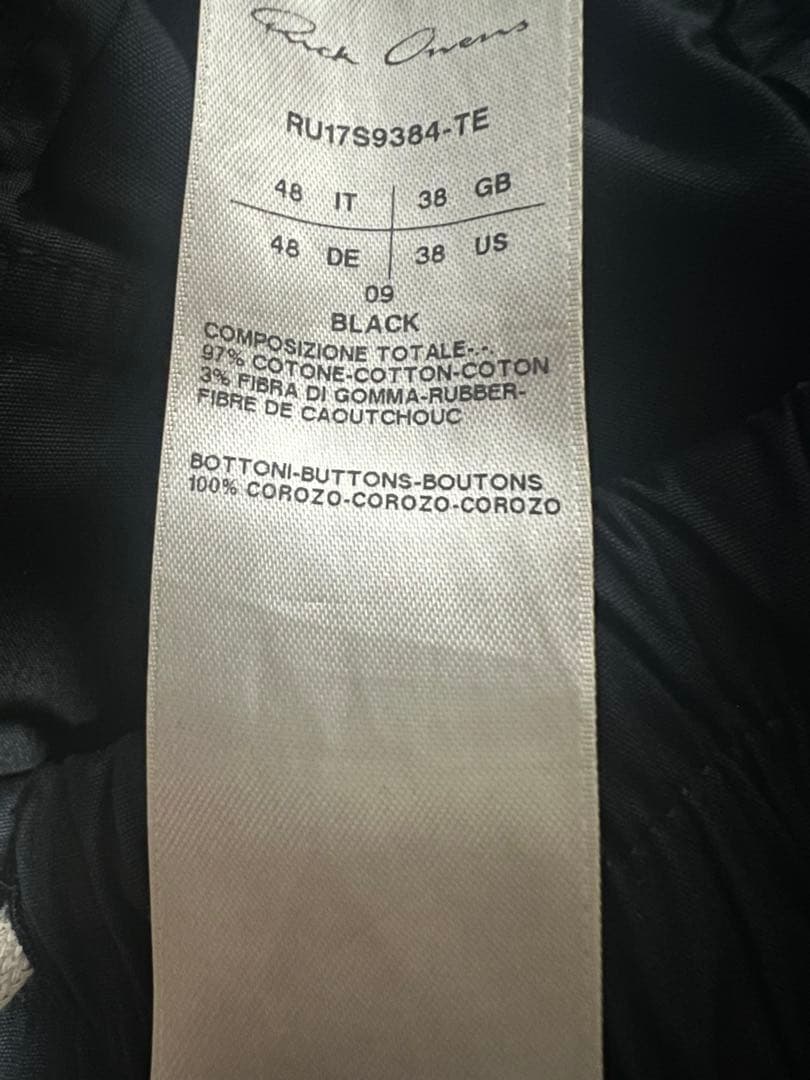 Rick Owens
RU17S9384-TE
48 IT 38 GB
48 DE 38 US
09
BLACK
COMPOSIZIONE TOTALE-.-.
97% COTONE-COTTON-COTON
3% FIBRA DI GOMMA-RUBBER-
FIBRE DE CAOUTCHOUC
BOTTONI-BUTTONS-BOUTONS
100% COROZO-COROZO-COROZO